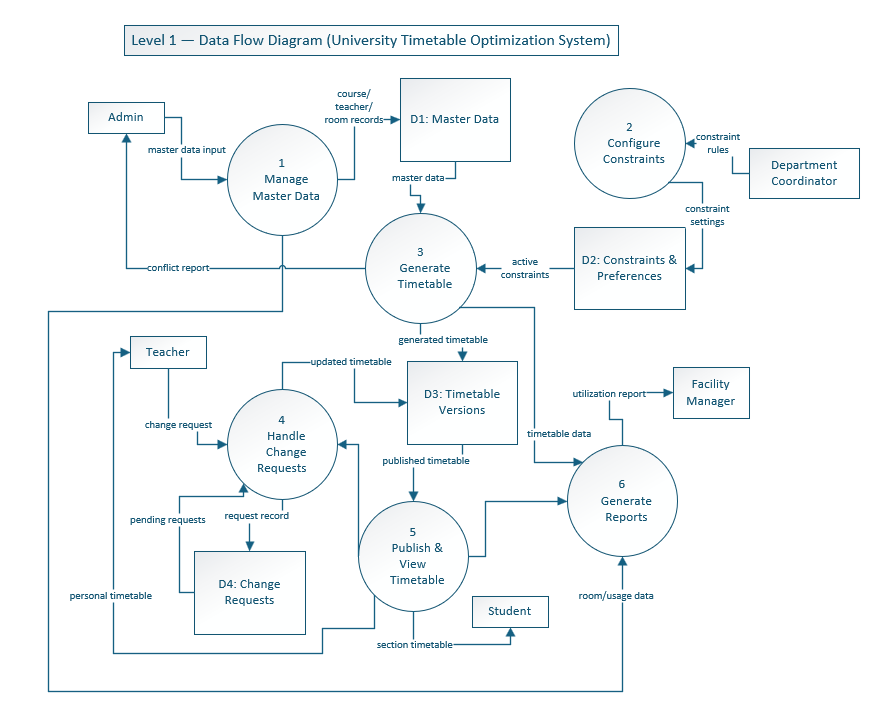 Level 1 — Data Flow Diagram (University Timetable Optimization System)
course/
teacher/
room records
Admin
D1: Master Data
master data input
1
Manage
Master Data
2
Configure
Constraints
constraint
rules
Department
Coordinator
master data
constraint
settings
3
Generate
Timetable
conflict report
active
constraints
D2: Constraints &
Preferences
generated timetable
Teacher
updated timetable
D3: Timetable
Versions
Facility
Manager
utilization report
change request
4
Handle
Change
Requests
timetable data
published timetable
6
Generate
Reports
pending requests
request record
5
Publish &
View
Timetable
D4: Change
Requests
personal timetable
room/usage data
Student
section timetable